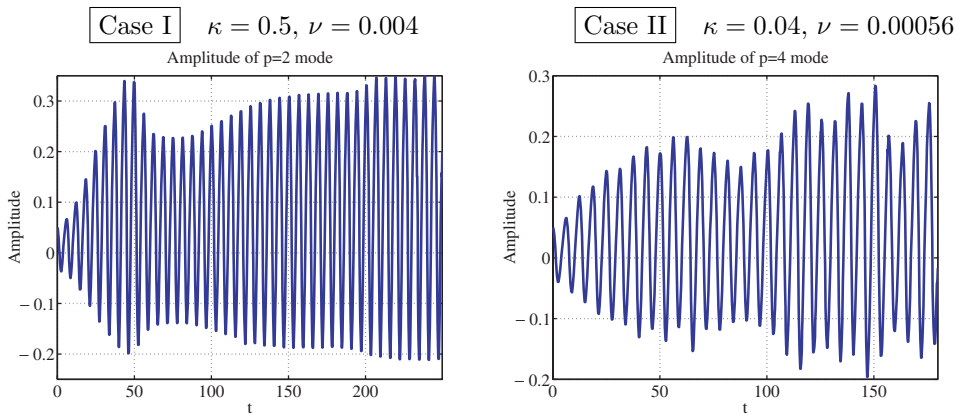 Case I κ = 0.5, ν = 0.004
Amplitude of p=2 mode
Amplitude
0.3
0.2
0.1
0
−0.1
−0.2
0 50 100 150 200
t
Case II κ = 0.04, ν = 0.00056
Amplitude of p=4 mode
Amplitude
0.3
0.2
0.1
0
−0.1
−0.2
0 50 100 150
t